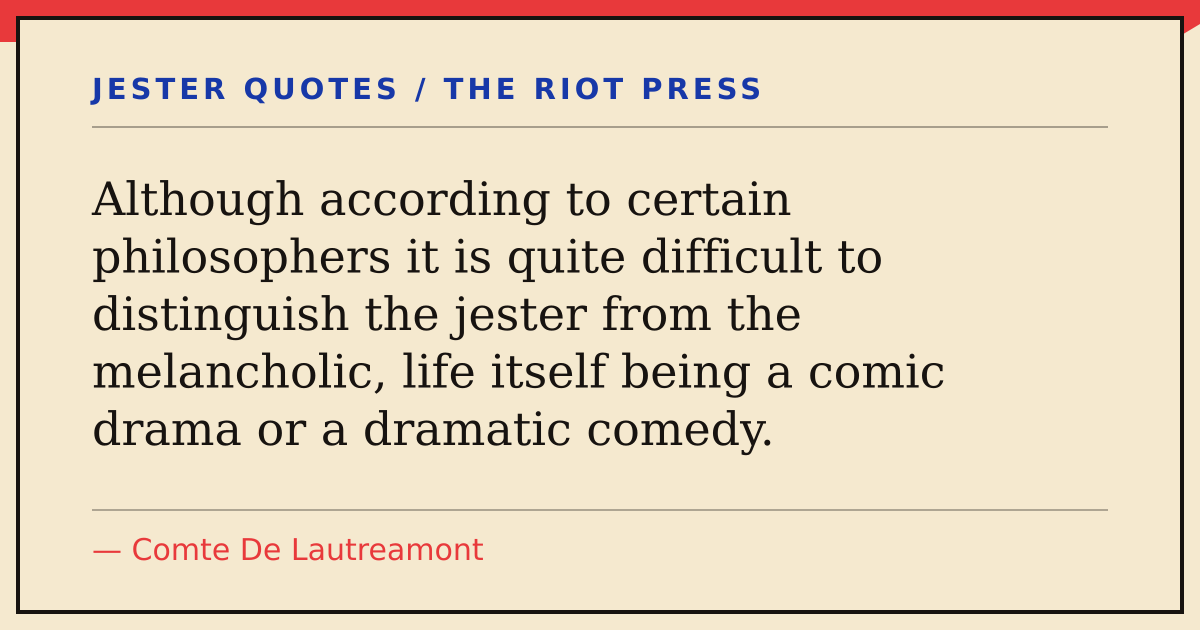 JESTER QUOTES / THE RIOT PRESS
Although according to certain
philosophers it is quite difficult to
distinguish the jester from the
melancholic, life itself being a comic
drama or a dramatic comedy.
— Comte De Lautreamont